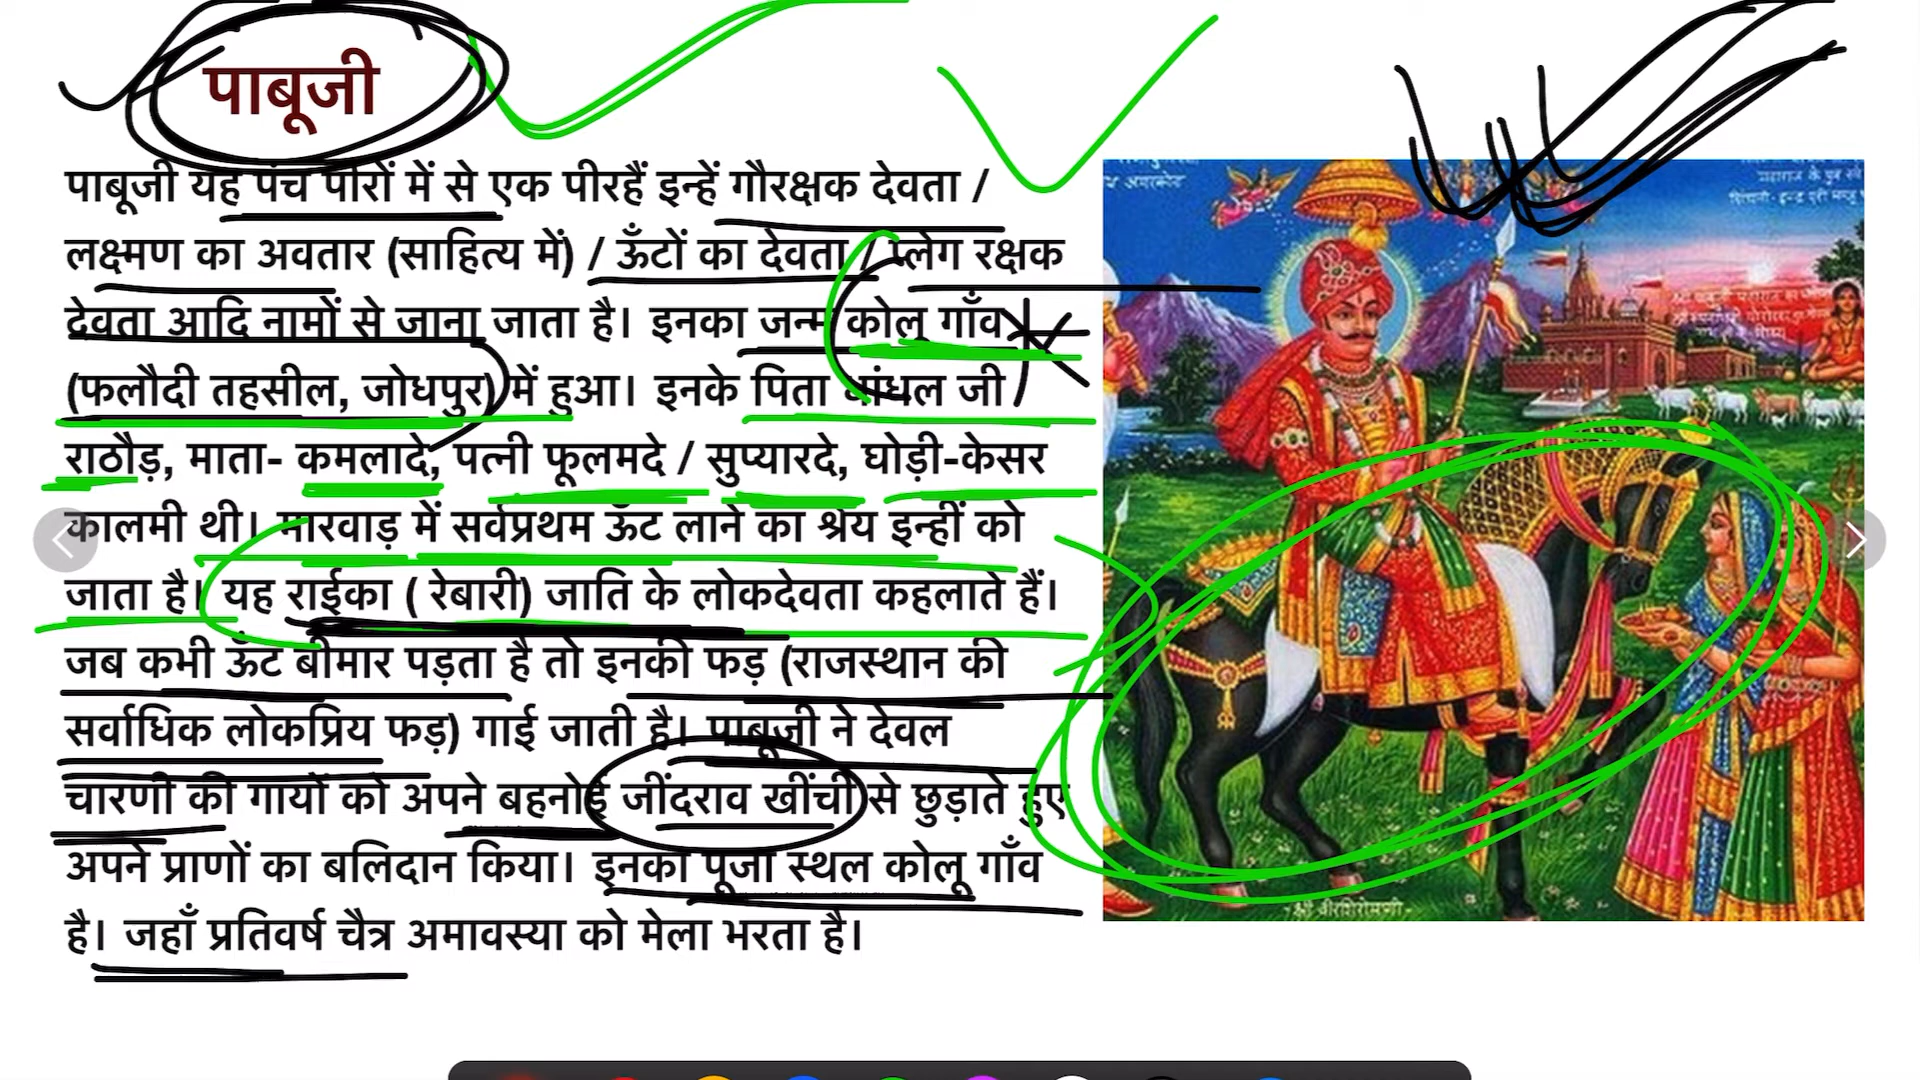 पाबूजी
पाबूजी यह पंच पीरों में से एक पीरहैं इन्हें गौरक्षक देवता /
लक्ष्मण का अवतार (साहित्य में) / ऊँटों का देवता / प्लेग रक्षक
देवता आदि नामों से जाना जाता है। इनका जन्म कोलू गाँव
(फलौदी तहसील, जोधपुर) में हुआ। इनके पिता धांधल जी
राठौड़, माता- कमलादे, पत्नी फूलमदे / सुप्यारदे, घोड़ी-केसर
कालमी थी। मारवाड़ में सर्वप्रथम ऊँट लाने का श्रेय इन्हीं को
जाता है। यह राईका ( रेबारी) जाति के लोकदेवता कहलाते हैं।
जब कभी ऊँट बीमार पड़ता है तो इनकी फड़ (राजस्थान की
सर्वाधिक लोकप्रिय फड़) गाई जाती है। पाबूजी ने देवल
चारणी की गायों को अपने बहनोई जींदराव खींची से छुड़ाते हुए
अपने प्राणों का बलिदान किया। इनका पूजा स्थल कोलू गाँव
है। जहाँ प्रतिवर्ष चैत्र अमावस्या को मेला भरता है।